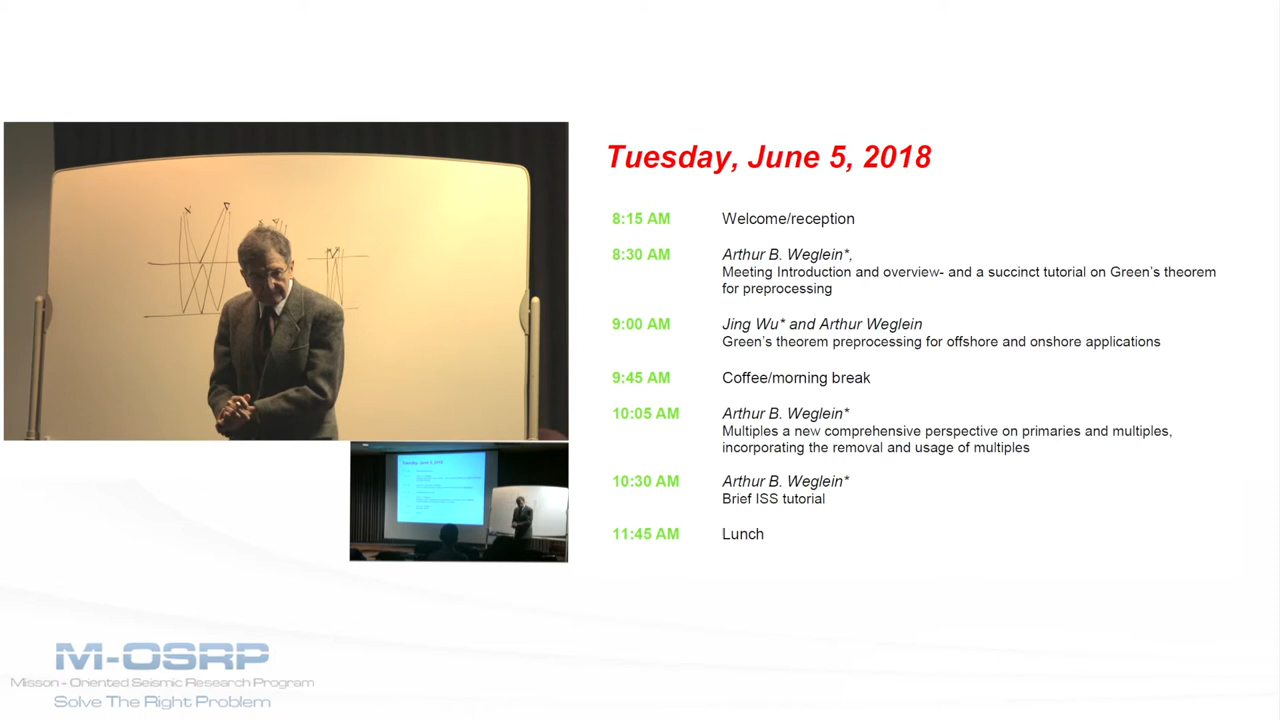 Tuesday, June 5, 2018
8:15 AM Welcome/reception
8:30 AM Arthur B. Weglein*,
Meeting Introduction and overview- and a succinct tutorial on Green's theorem
for preprocessing
9:00 AM Jing Wu* and Arthur Weglein
Green's theorem preprocessing for offshore and onshore applications
9:45 AM Coffee/morning break
10:05 AM Arthur B. Weglein*
Multiples a new comprehensive perspective on primaries and multiples,
incorporating the removal and usage of multiples
10:30 AM Arthur B. Weglein*
Brief ISS tutorial
11:45 AM Lunch
Tuesday, June 5, 2018
M-OSRP
Misson - Oriented Seismic Research Program
Solve The Right Problem